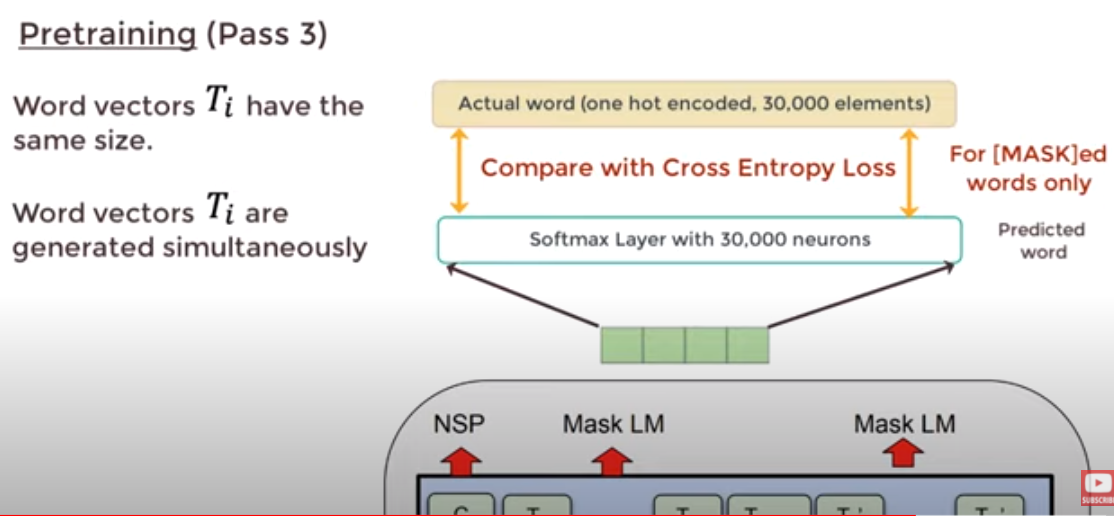 Pretraining (Pass 3)
Word vectors Ti have the
same size.
Word vectors Ti are
generated simultaneously
Actual word (one hot encoded, 30,000 elements)
Compare with Cross Entropy Loss
For [MASK]ed
words only
Softmax Layer with 30,000 neurons
Predicted
word
NSP
Mask LM
Mask LM
SUBSCRIBE